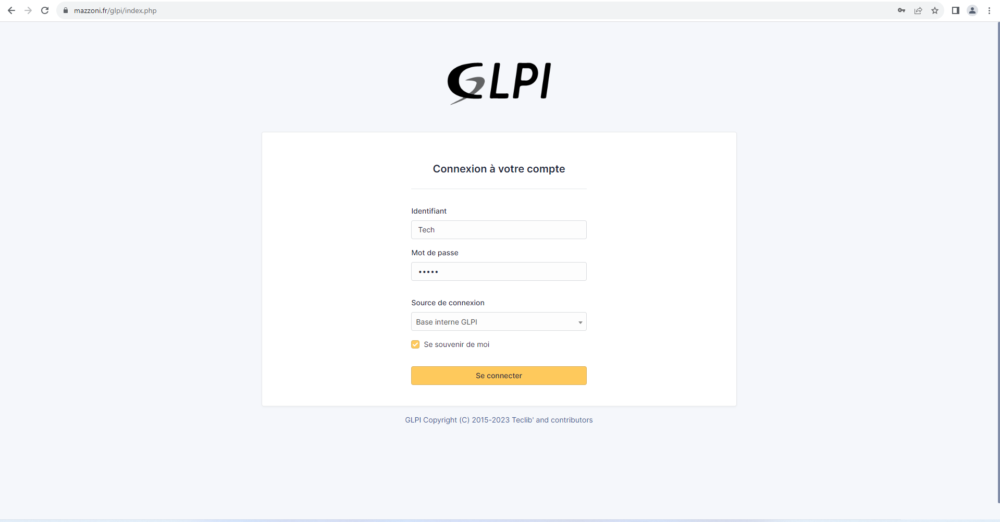 mazzoni.fr/glpi/index.php
GLPI
Connexion à votre compte
Identifiant
Tech
Mot de passe
•••••
Source de connexion
Base interne GLPI
Se souvenir de moi
Se connecter
GLPI Copyright (C) 2015-2023 Teclib' and contributors